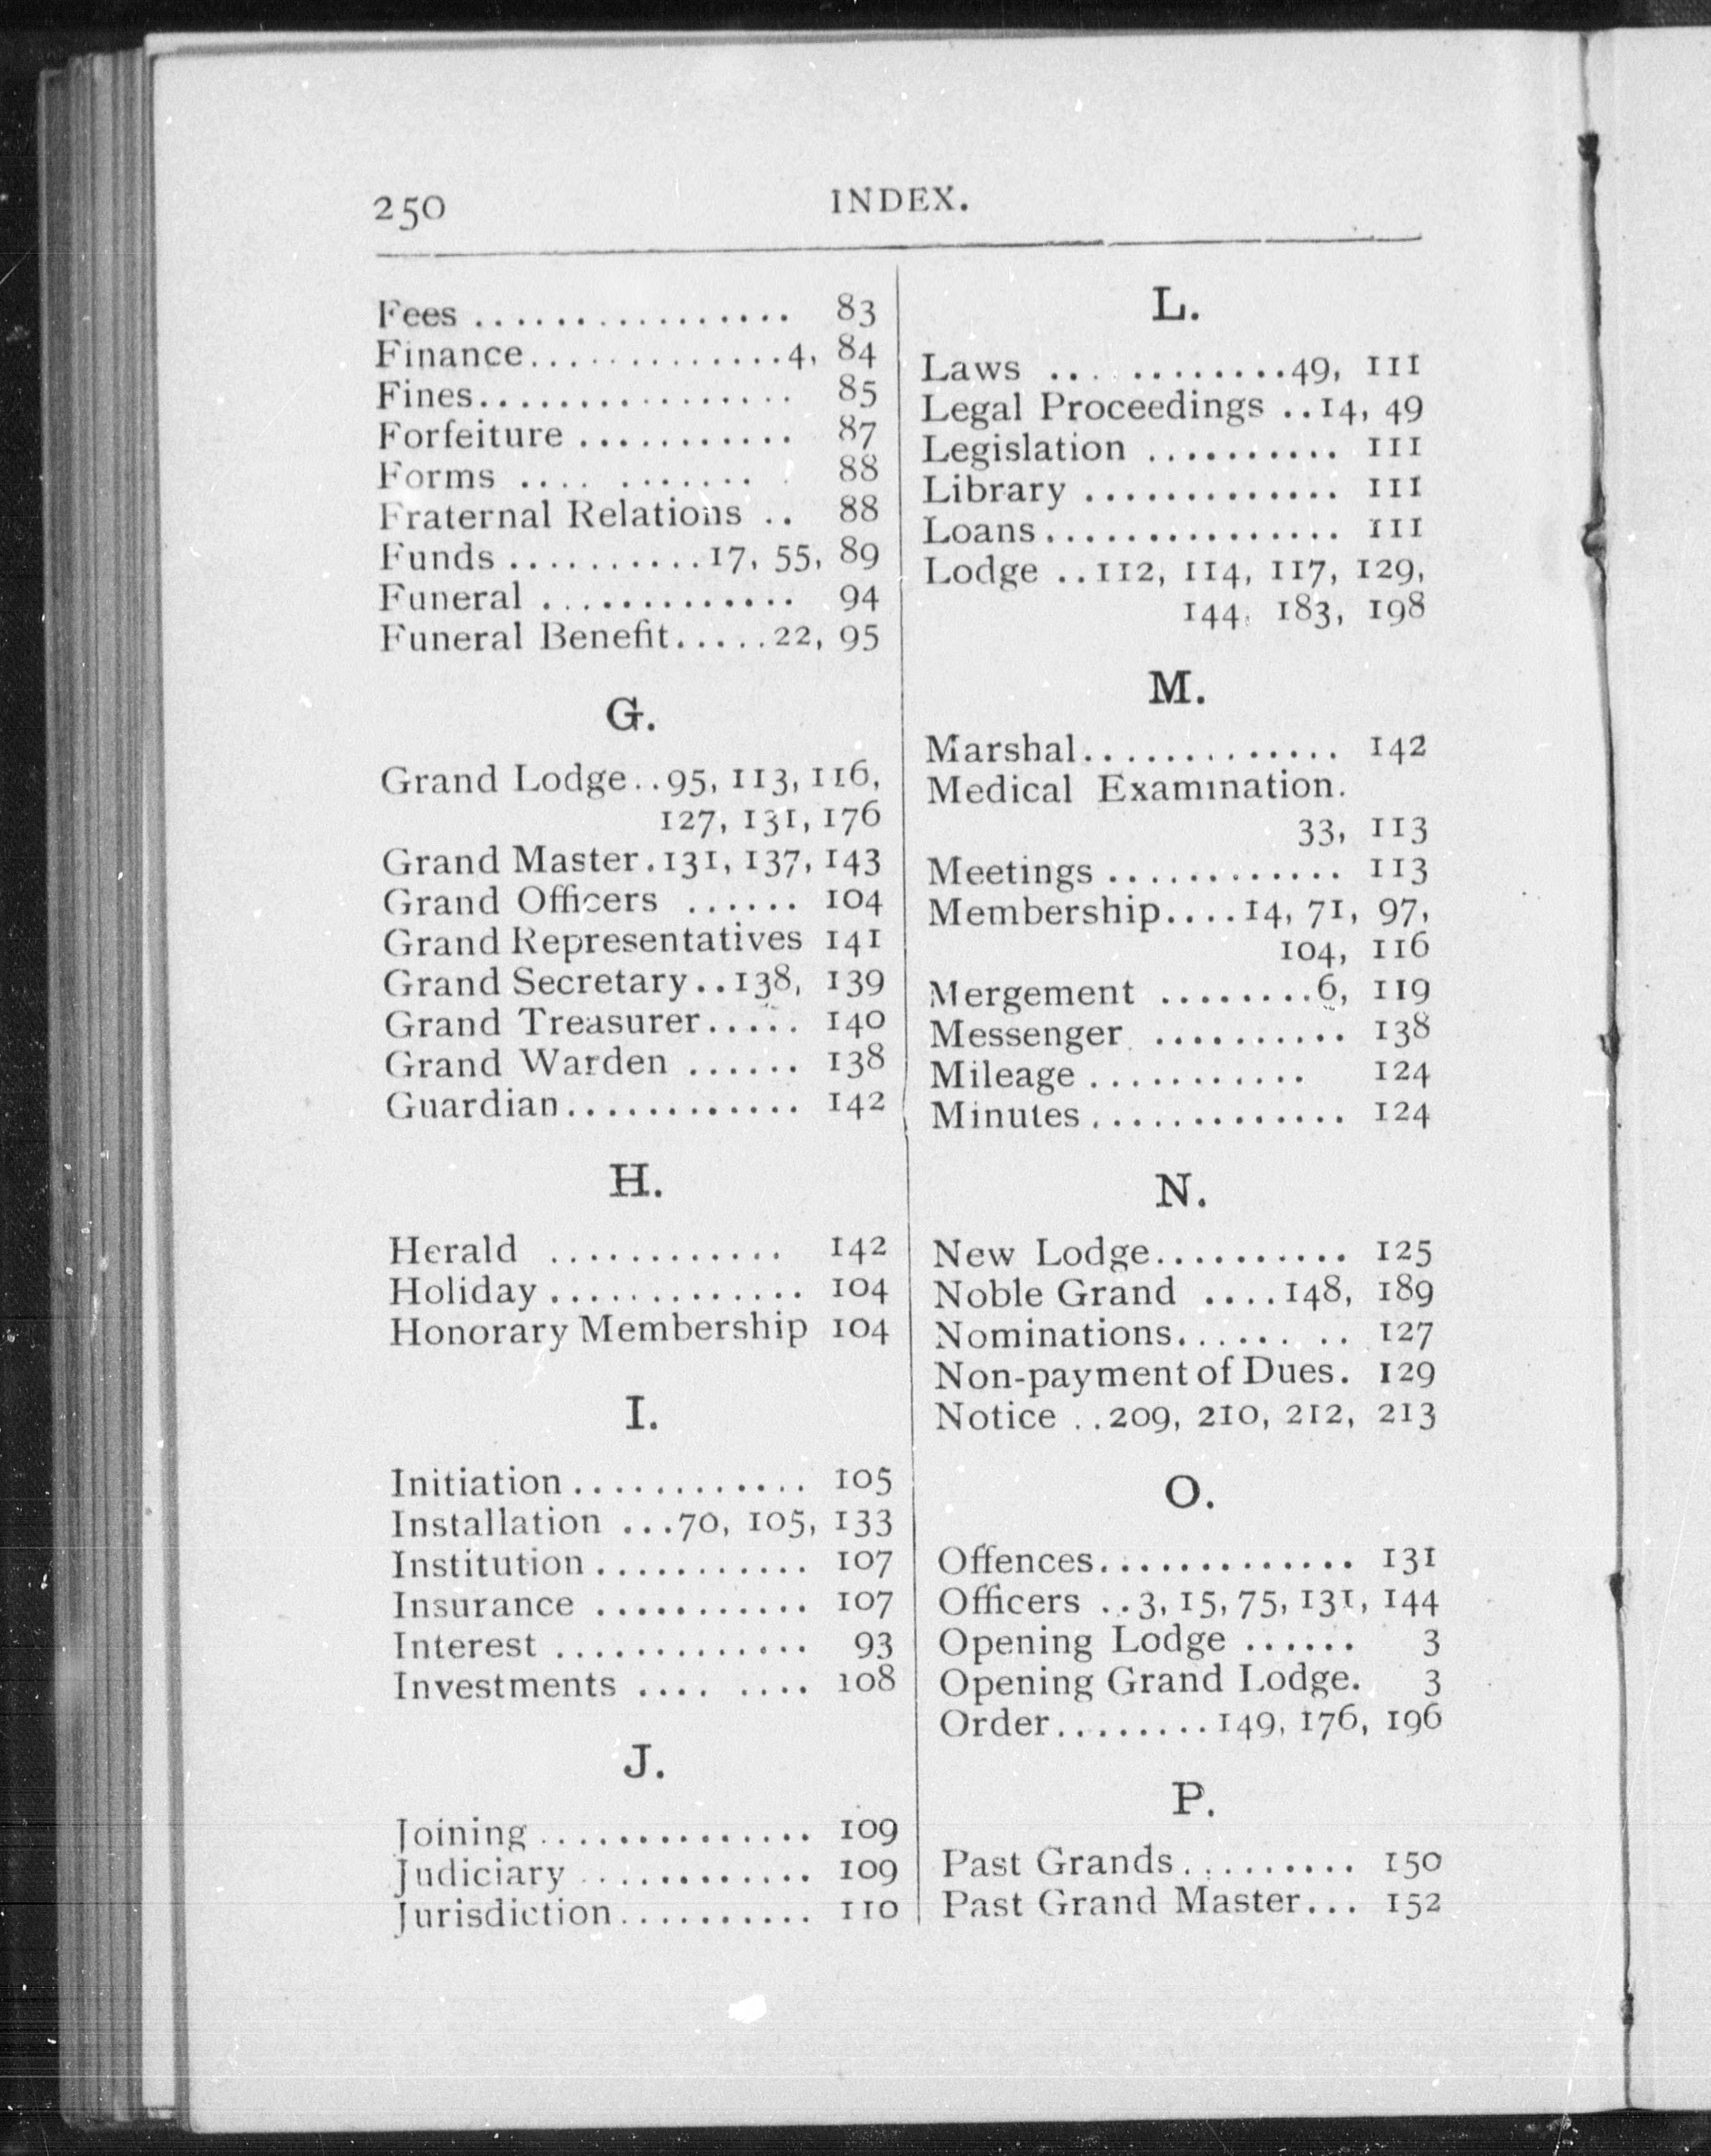 250
INDEX.
Fees ................ 83
Finance..............4, 84
Fines................ 85
Forfeiture ........... 87
Forms .... ....... . 88
Fraternal Relations .. 88
Funds ..........17, 55, 89
Funeral ............. 94
Funeral Benefit.....22, 95
G.
Grand Lodge..95, 113, 116,
127, 131, 176
Grand Master.131, 137, 143
Grand Officers ...... 104
Grand Representatives 141
Grand Secretary..138, 139
Grand Treasurer..... 140
Grand Warden ...... 138
Guardian............ 142
H.
Herald ............ 142
Holiday............. 104
Honorary Membership 104
I.
Initiation............ 105
Installation ...70, 105, 133
Institution........... 107
Insurance ........... 107
Interest ............. 93
Investments .... .... 108
J.
Joining.............. 109
Judiciary ............ 109
Jurisdiction.......... 110
L.
Laws ... .........49, 111
Legal Proceedings ..14, 49
Legislation .......... 111
Library ............. 111
Loans............... 111
Lodge ..112, 114, 117, 129,
144, 183, 198
M.
Marshal............. 142
Medical Examination.
33, 113
Meetings ............ 113
Membership....14, 71, 97,
104, 116
Mergement ........6, 119
Messenger .......... 138
Mileage ........... 124
Minutes............. 124
N.
New Lodge.......... 125
Noble Grand ....148, 189
Nominations...... .. 127
Non-payment of Dues. 129
Notice ..209, 210, 212, 213
O.
Offences............. 131
Officers ..3, 15, 75, 131, 144
Opening Lodge ...... 3
Opening Grand Lodge. 3
Order........149, 176, 196
P.
Past Grands......... 150
Past Grand Master... 152